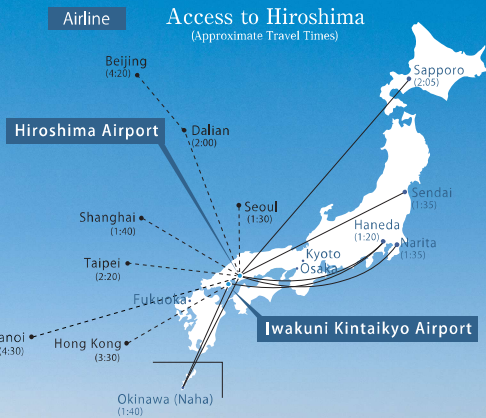 Airline
Access to Hiroshima
(Approximate Travel Times)
Beijing
(4:20)
Sapporo
(2:05)
Hiroshima Airport
Dalian
(2:00)
Seoul
(1:30)
Sendai
(1:35)
Shanghai
(1:40)
Haneda
(1:20)
Narita
(1:35)
Kyoto
Osaka
Taipei
(2:20)
Fukuoka
Iwakuni Kintaikyo Airport
anoi
(4:30)
Hong Kong
(3:30)
Okinawa (Naha)
(1:40)